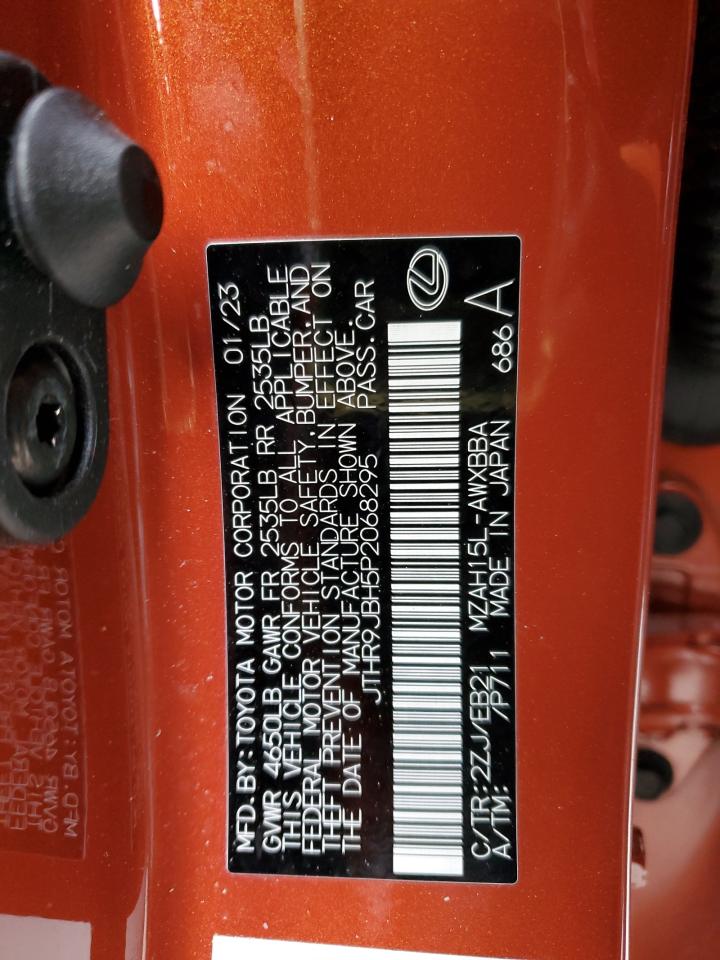 MFD. BY: TOYOTA MOTOR CORPORATION 01/23
GVWR 4650LB GAWR FR 2535LB RR 2535LB
THIS VEHICLE CONFORMS TO ALL APPLICABLE
FEDERAL MOTOR VEHICLE SAFETY, BUMPER, AND
THEFT PREVENTION STANDARDS IN EFFECT ON
THE DATE OF MANUFACTURE SHOWN ABOVE.
JTHR9JBH5P2068295 PASS. CAR
C/TR: 2ZJ/EB21 MZAH15L-AWXBBA
A/TM: /P711 MADE IN JAPAN 686 A